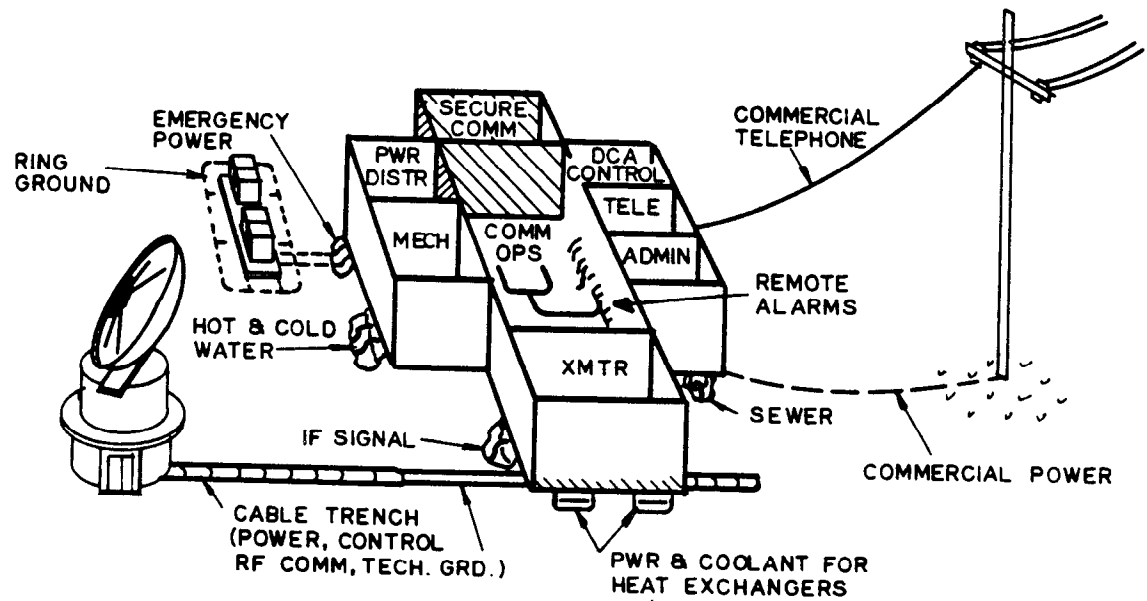 SECURE
COMM
EMERGENCY
POWER
COMMERCIAL
TELEPHONE
RING
GROUND
PWR
DISTR
DCA
CONTROL
TELE
MECH
COMM
OPS
ADMIN
REMOTE
ALARMS
HOT & COLD
WATER
XMTR
SEWER
IF SIGNAL
COMMERCIAL POWER
CABLE TRENCH
(POWER, CONTROL
RF COMM, TECH. GRD.)
PWR & COOLANT FOR
HEAT EXCHANGERS